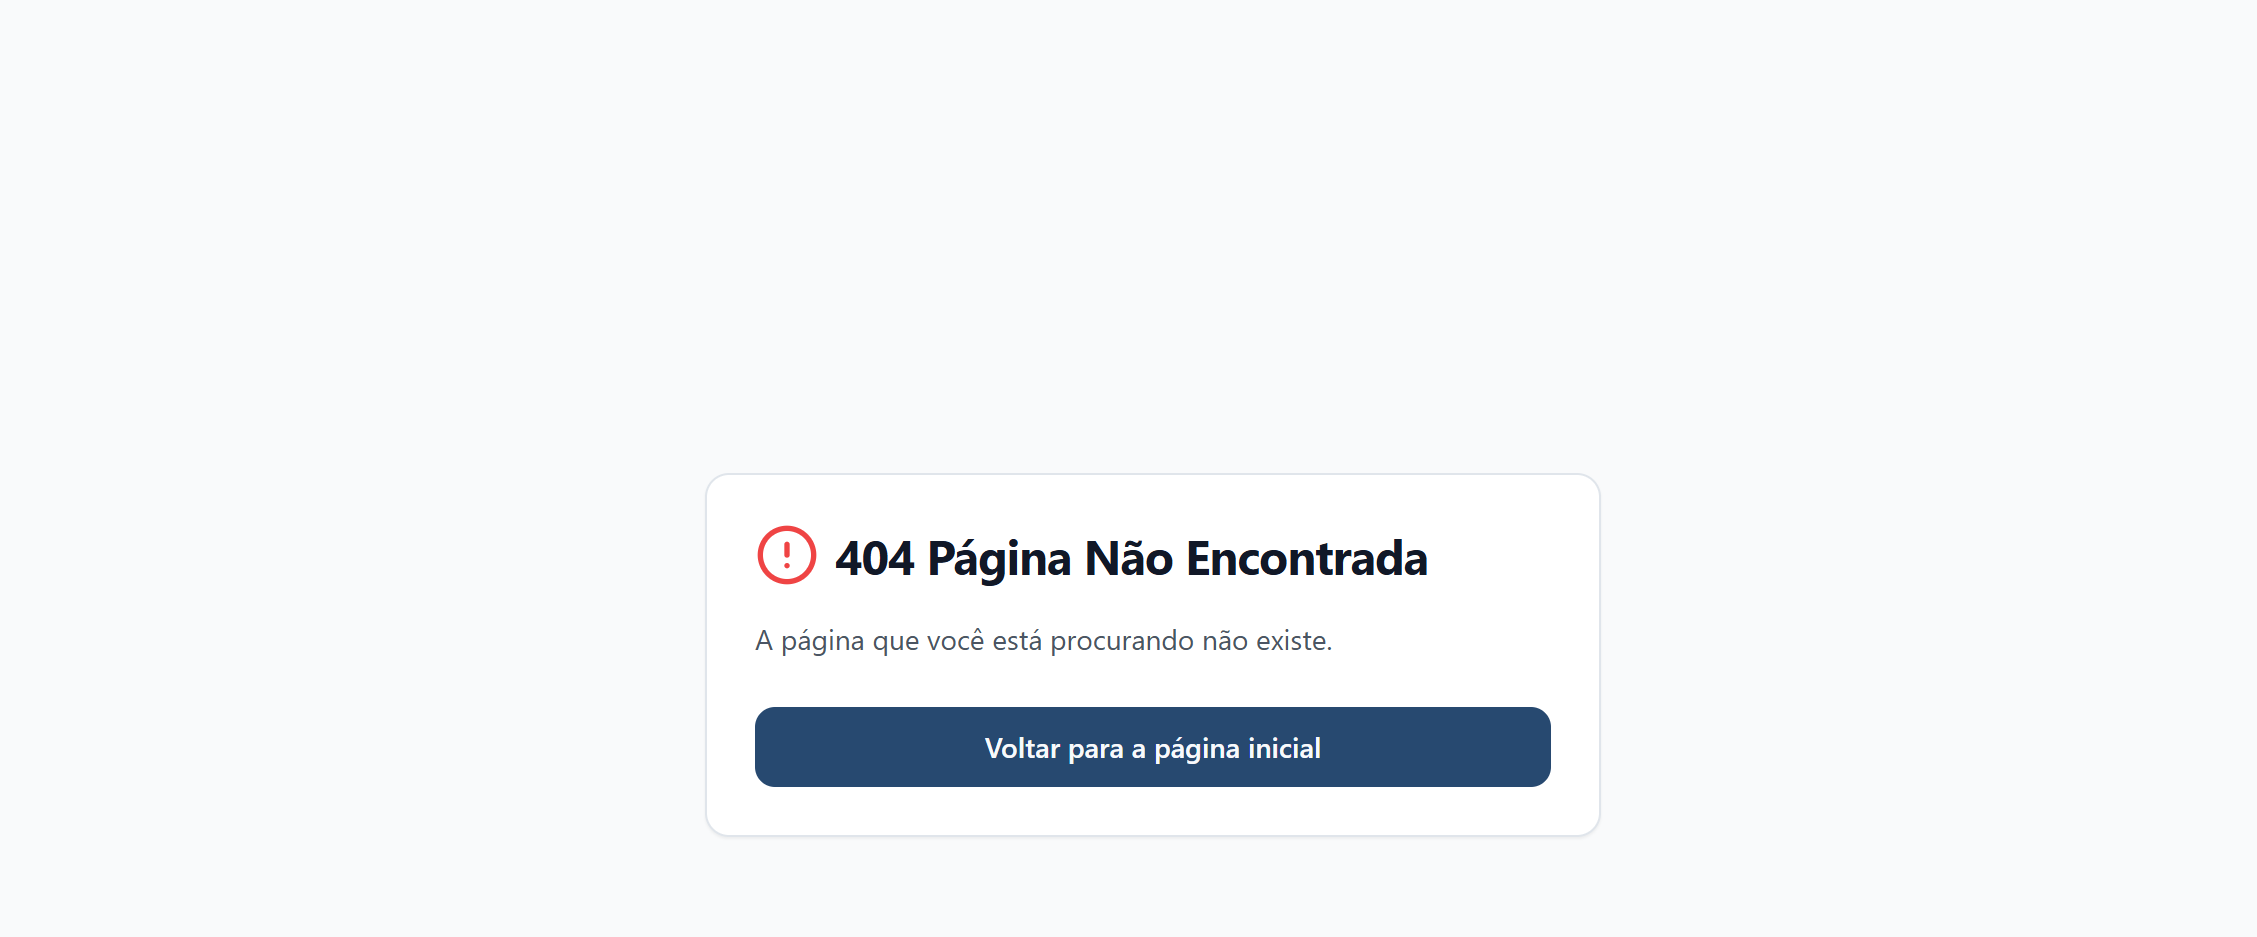 404 Página Não Encontrada
A página que você está procurando não existe.
Voltar para a página inicial